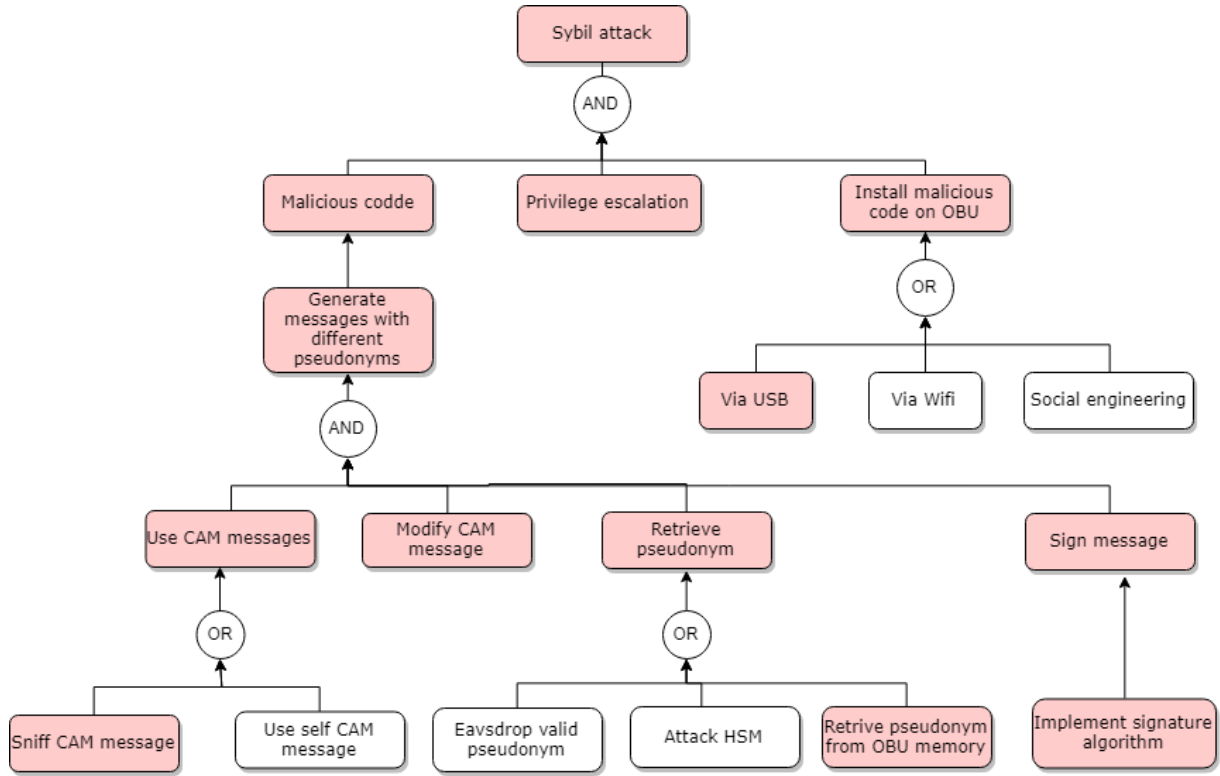 Sybil attack
AND
Malicious codde
Privilege escalation
Install malicious
code on OBU
OR
Generate
messages with
different
pseudonyms
Via USB
Via Wifi
Social engineering
AND
Use CAM messages
Modify CAM
message
Retrieve
pseudonym
Sign message
OR
OR
Sniff CAM message
Use self CAM
message
Eavsdrop valid
pseudonym
Attack HSM
Retrive pseudonym
from OBU memory
Implement signature
algorithm